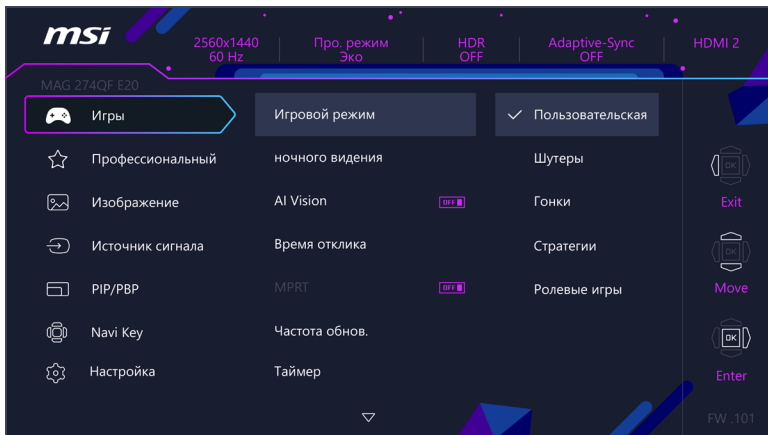 msi
2560x1440
60 Hz
Про. режим
Эко
HDR
OFF
Adaptive-Sync
OFF
HDMI 2
MAG 274QF E20
Игры
Профессиональный
Изображение
Источник сигнала
PIP/PBP
Navi Key
Настройка
Игровой режим
ночного видения
AI Vision
OFF
Время отклика
MPRT
OFF
Частота обнов.
Таймер
Пользовательская
Шутеры
Гонки
Стратегии
Ролевые игры
OK
Exit
OK
Move
OK
Enter
FW .101